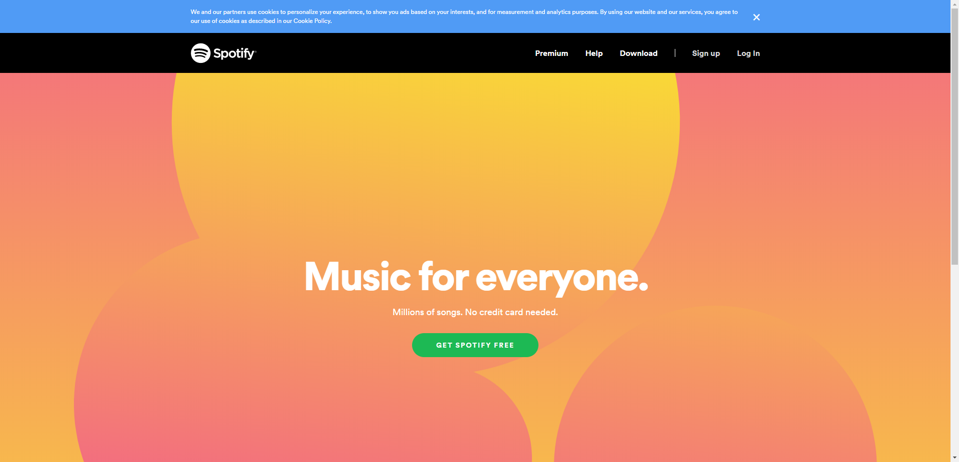 We and our partners use cookies to personalize your experience, to show you ads based on your interests, and for measurement and analytics purposes. By using our website and our services, you agree to
our use of cookies as described in our Cookie Policy.
Spotify
Premium Help Download | Sign up Log In
Music for everyone.
Millions of songs. No credit card needed.
GET SPOTIFY FREE